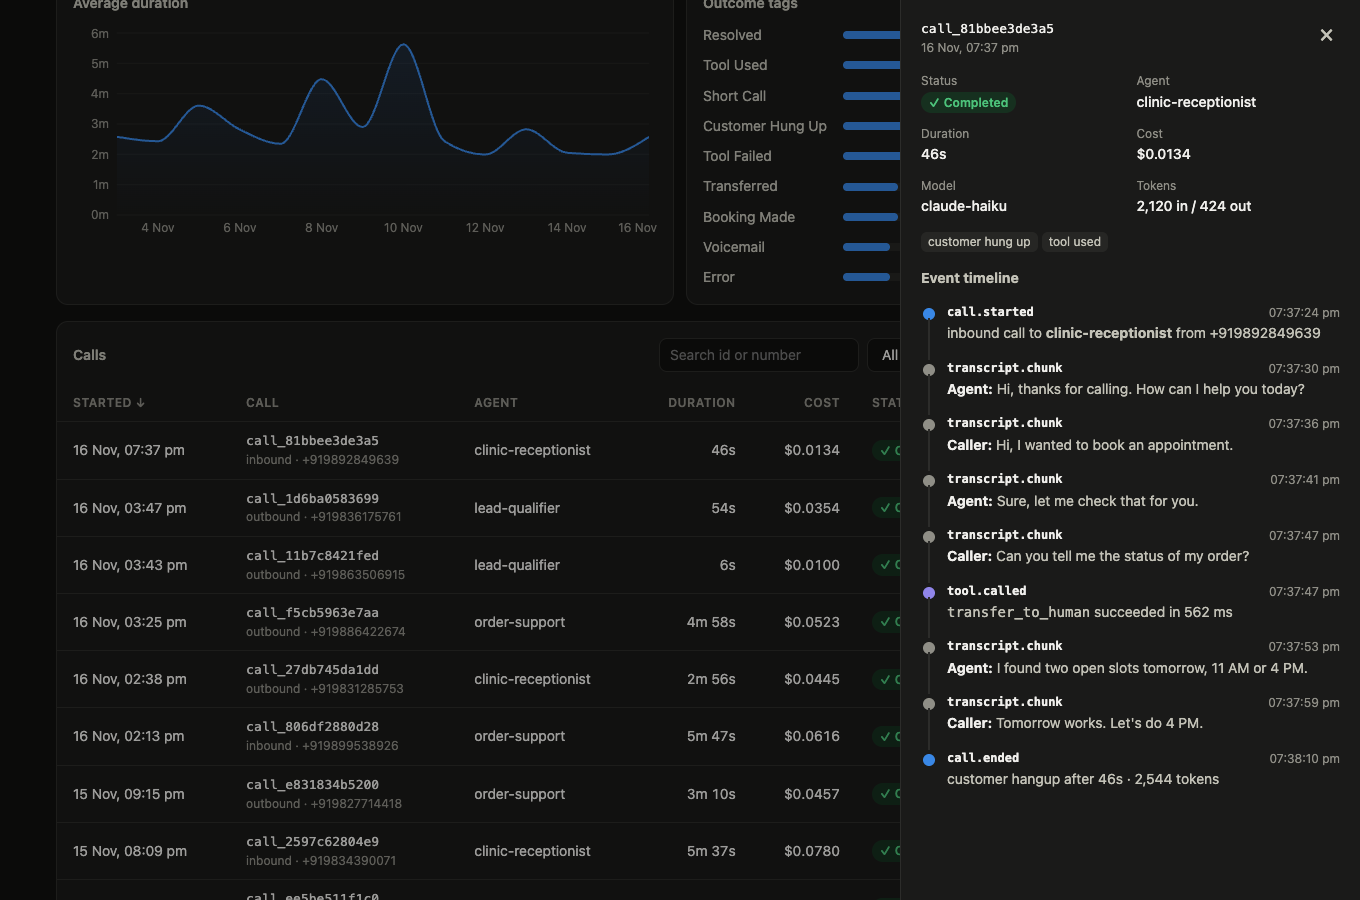 Average duration
6m
5m
4m
3m
2m
1m
0m
4 Nov 6 Nov 8 Nov 10 Nov 12 Nov 14 Nov 16 Nov
Outcome tags
Resolved
Tool Used
Short Call
Customer Hung Up
Tool Failed
Transferred
Booking Made
Voicemail
Error
Calls
Search id or number
All
STARTED ↓ CALL AGENT DURATION COST STAT
16 Nov, 07:37 pm call_81bbee3de3a5 clinic-receptionist 46s $0.0134 ✓ C
inbound · +919892849639
16 Nov, 03:47 pm call_1d6ba0583699 lead-qualifier 54s $0.0354 ✓ C
outbound · +919836175761
16 Nov, 03:43 pm call_11b7c8421fed lead-qualifier 6s $0.0100 ✓ C
outbound · +919863506915
16 Nov, 03:25 pm call_f5cb5963e7aa order-support 4m 58s $0.0523 ✓ C
outbound · +919886422674
16 Nov, 02:38 pm call_27db745da1dd clinic-receptionist 2m 56s $0.0445 ✓ C
outbound · +919831285753
16 Nov, 02:13 pm call_806df2880d28 order-support 5m 47s $0.0616 ✓ C
inbound · +919899538926
15 Nov, 09:15 pm call_e831834b5200 order-support 3m 10s $0.0457 ✓ C
outbound · +919827714418
15 Nov, 08:09 pm call_2597c62804e9 clinic-receptionist 5m 37s $0.0780 ✓ C
inbound · +919834390071
call_ee5be511f1c0
call_81bbee3de3a5
16 Nov, 07:37 pm
Status Agent
✓ Completed clinic-receptionist
Duration Cost
46s $0.0134
Model Tokens
claude-haiku 2,120 in / 424 out
customer hung up tool used
Event timeline
call.started 07:37:24 pm
inbound call to clinic-receptionist from +919892849639
transcript.chunk 07:37:30 pm
Agent: Hi, thanks for calling. How can I help you today?
transcript.chunk 07:37:36 pm
Caller: Hi, I wanted to book an appointment.
transcript.chunk 07:37:41 pm
Agent: Sure, let me check that for you.
transcript.chunk 07:37:47 pm
Caller: Can you tell me the status of my order?
tool.called 07:37:47 pm
transfer_to_human succeeded in 562 ms
transcript.chunk 07:37:53 pm
Agent: I found two open slots tomorrow, 11 AM or 4 PM.
transcript.chunk 07:37:59 pm
Caller: Tomorrow works. Let's do 4 PM.
call.ended 07:38:10 pm
customer hangup after 46s · 2,544 tokens